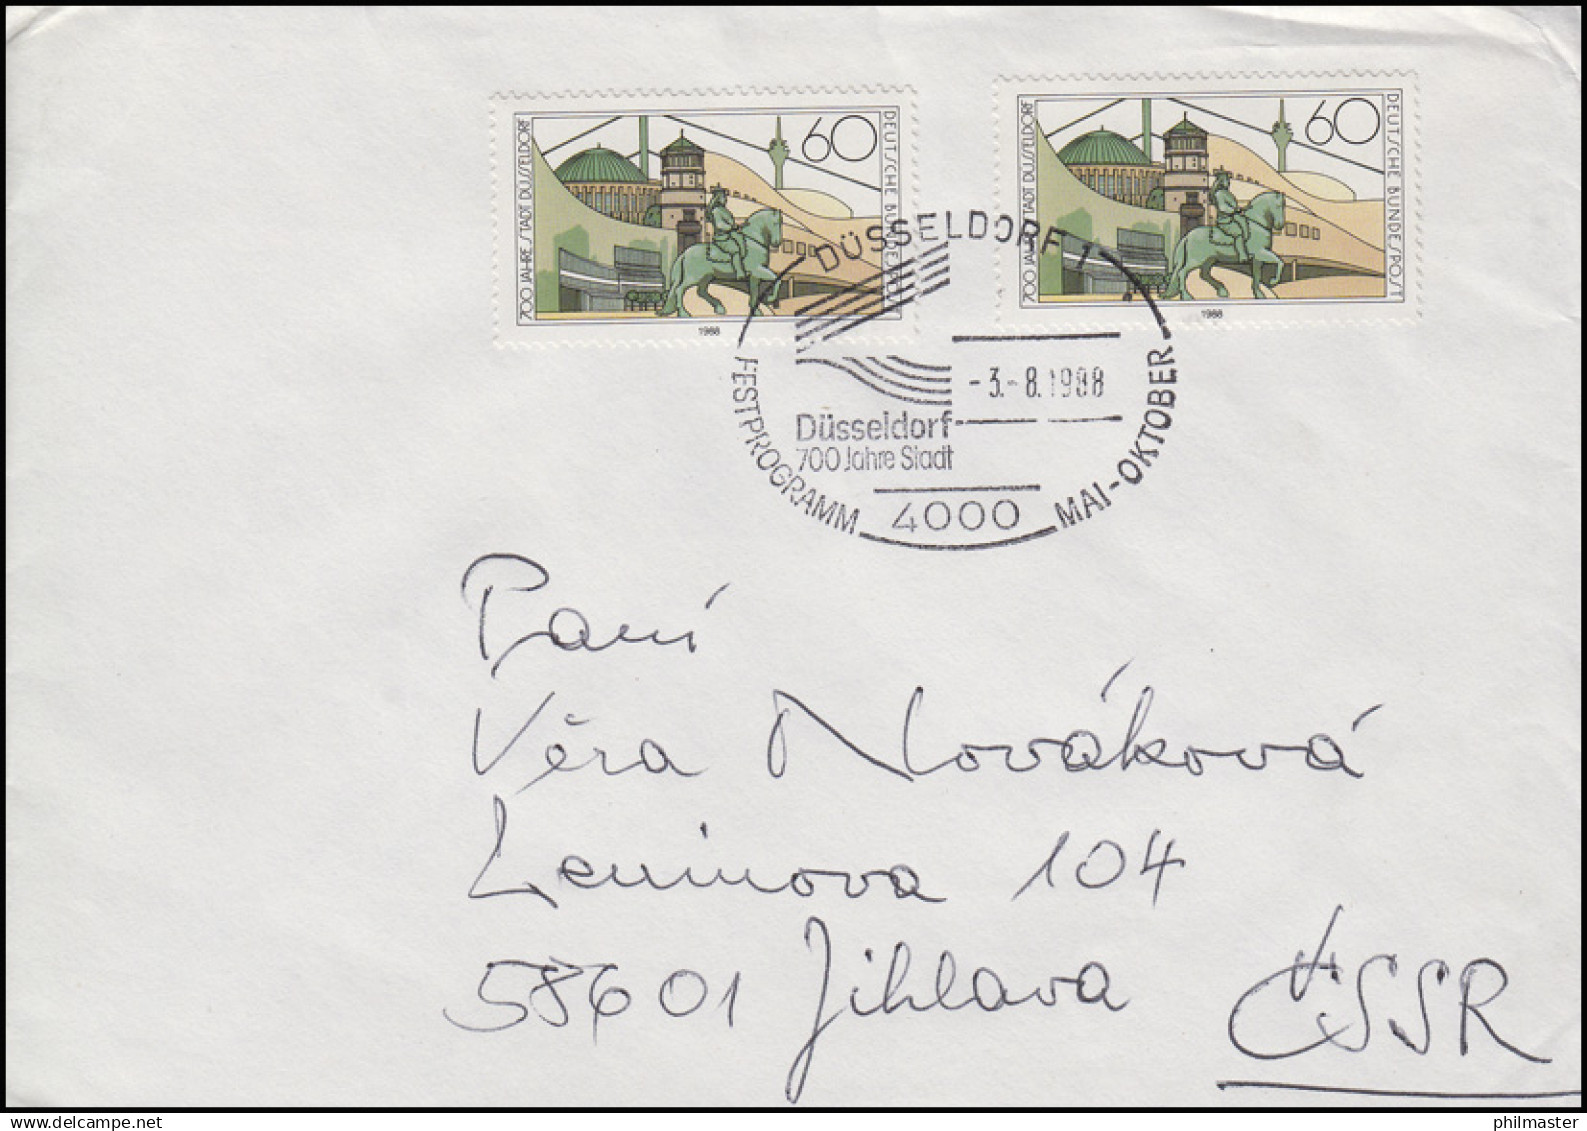 700 JAHRE STADT DÜSSELDORF
60
DEUTSCHE BUNDESPOST
1988
700 JAHRE STADT DÜSSELDORF
60
DEUTSCHE BUNDESPOST
1988
DÜSSELDORF 1
-3.-8.1988
Düsseldorf
700 Jahre Stadt
4000
FESTPROGRAMM
MAI-OKTOBER
Paní
Věra Nováková
Leninova 104
58601 Jihlava
ČSSR
philmaster